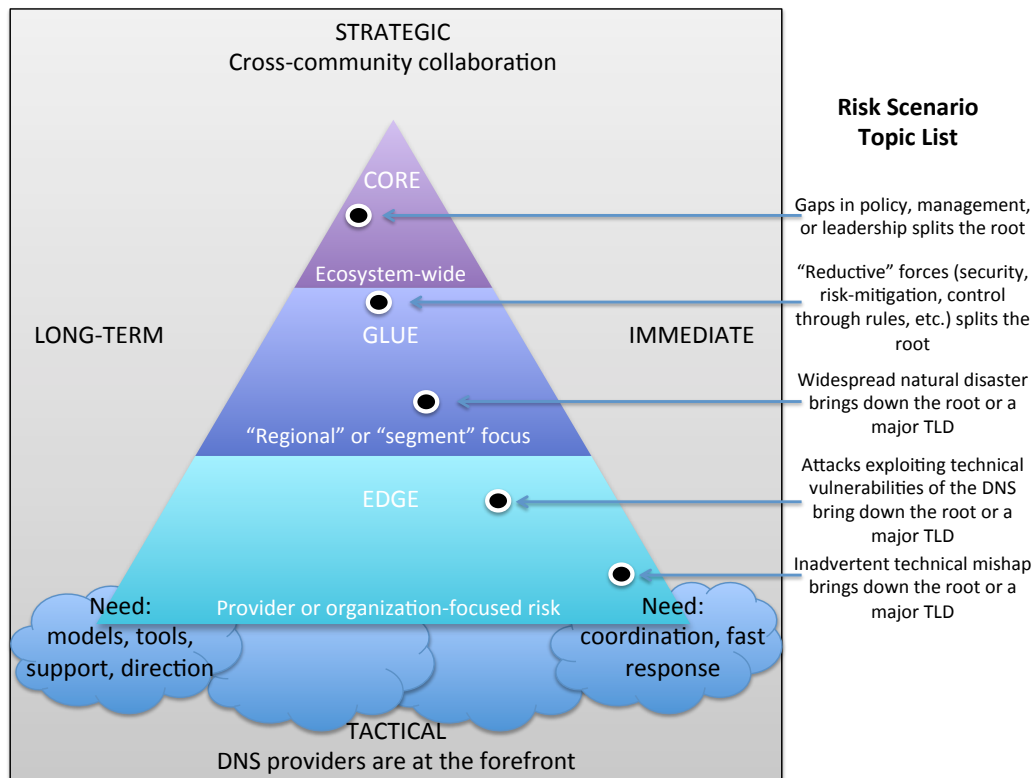 STRATEGIC
Cross-community collaboration
Risk Scenario
Topic List
CORE
Ecosystem-wide
Gaps in policy, management,
or leadership splits the root
LONG-TERM
GLUE
IMMEDIATE
“Reductive” forces (security,
risk-mitigation, control
through rules, etc.) splits the
root
“Regional” or “segment” focus
Widespread natural disaster
brings down the root or a
major TLD
EDGE
Attacks exploiting technical
vulnerabilities of the DNS
bring down the root or a
major TLD
Provider or organization-focused risk
Inadvertent technical mishap
brings down the root or a
major TLD
Need:
models, tools,
support, direction
Need:
coordination, fast
response
TACTICAL
DNS providers are at the forefront